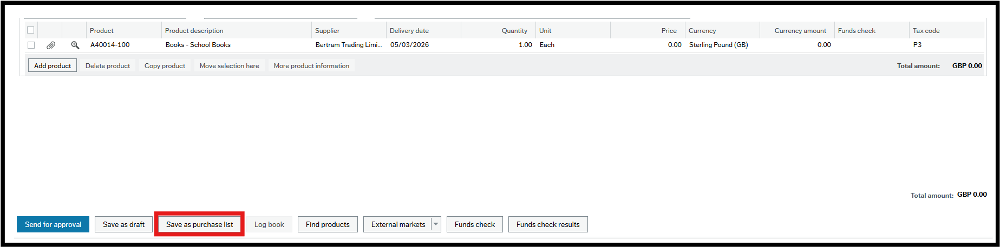 Product Product description Supplier Delivery date Quantity Unit Price Currency Currency amount Funds check Tax code
A40014-100 Books - School Books Bertram Trading Limi... 05/03/2026 1.00 Each 0.00 Sterling Pound (GB) 0.00 P3
Add product Delete product Copy product Move selection here More product information Total amount: GBP 0.00
Total amount: GBP 0.00
Send for approval Save as draft Save as purchase list Log book Find products External markets Funds check Funds check results